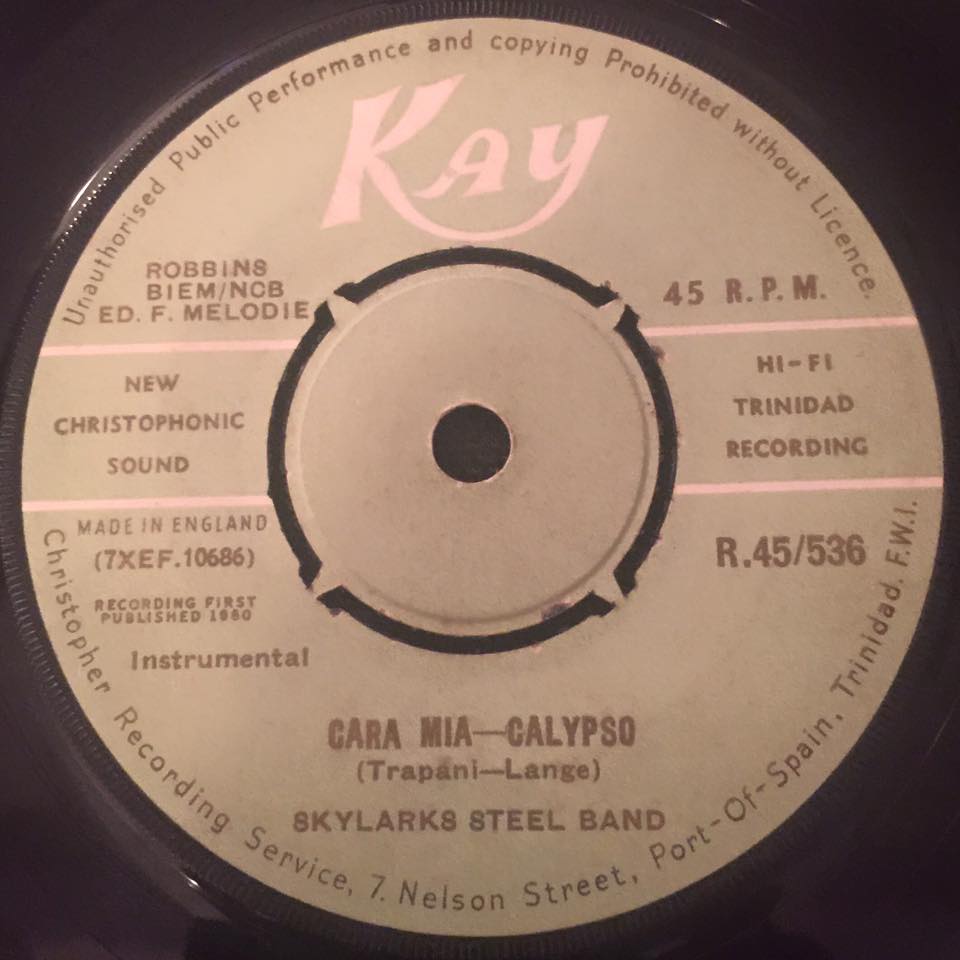 Unauthorised Public Performance and copying Prohibited without Licence.
Kay
ROBBINS
BIEM/NCB
ED. F. MELODIE
45 R.P.M.
NEW
CHRISTOPHONIC
SOUND
HI-FI
TRINIDAD
RECORDING
MADE IN ENGLAND
(7XEF.10686)
R.45/536
RECORDING FIRST
PUBLISHED 1960
Instrumental
CARA MIA—CALYPSO
(Trapani—Lange)
SKYLARKS STEEL BAND
Christopher Recording Service, 7. Nelson Street, Port-Of-Spain, Trinidad. F.W.I.